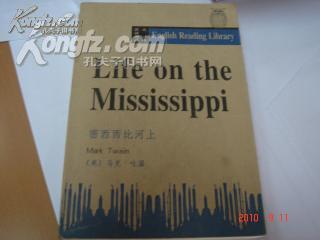 Kongfz.com
孔夫子旧书网
English Reading Library
Life on the
Mississippi
密西西比河上
Mark Twain
(美) 马克·吐温
2010 9 11